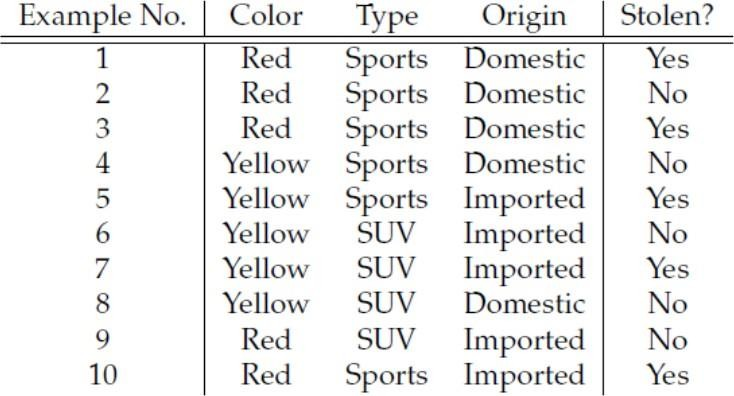 Example No. Color Type Origin Stolen?
1 Red Sports Domestic Yes
2 Red Sports Domestic No
3 Red Sports Domestic Yes
4 Yellow Sports Domestic No
5 Yellow Sports Imported Yes
6 Yellow SUV Imported No
7 Yellow SUV Imported Yes
8 Yellow SUV Domestic No
9 Red SUV Imported No
10 Red Sports Imported Yes